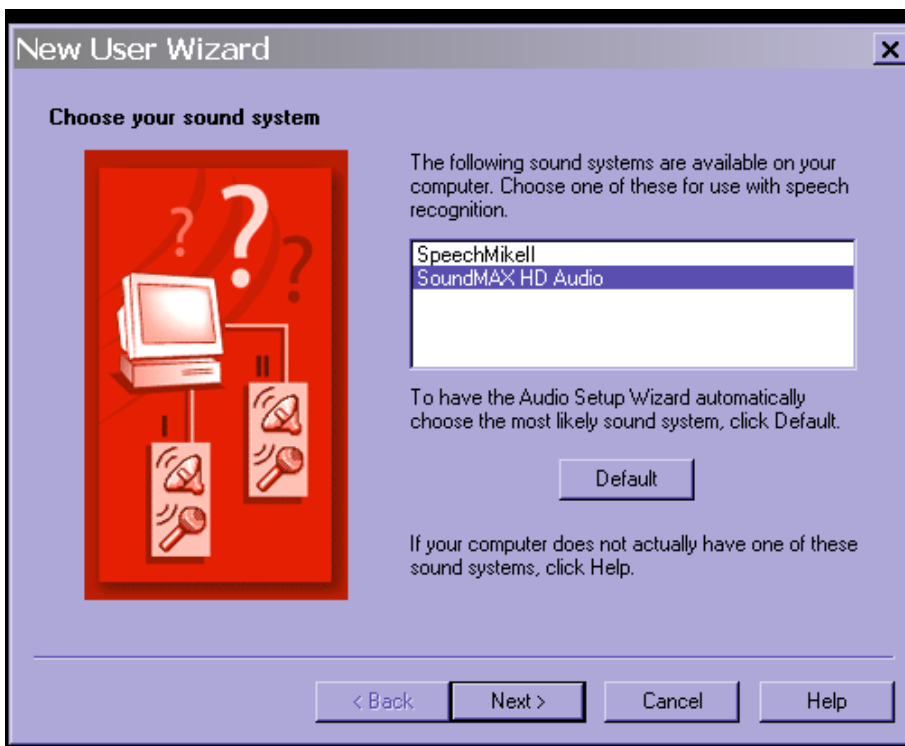 New User Wizard
Choose your sound system
The following sound systems are available on your
computer. Choose one of these for use with speech
recognition.
SpeechMikeII
SoundMAX HD Audio
To have the Audio Setup Wizard automatically
choose the most likely sound system, click Default.
Default
If your computer does not actually have one of these
sound systems, click Help.
? ? ?
II
I
< Back
Next >
Cancel
Help